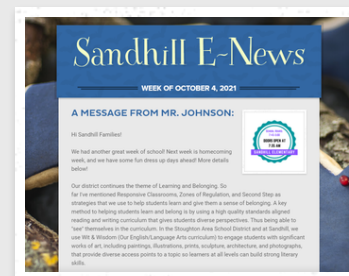 Sandhill E-News
WEEK OF OCTOBER 4, 2021
A MESSAGE FROM MR. JOHNSON:
Hi Sandhill Families!
We had another great week of school! Next week is homecoming
week, and we have some fun dress up days ahead! More details
below!
Our district continues the theme of Learning and Belonging. So
far I've mentioned Responsive Classrooms, Zones of Regulation, and Second Step as
strategies that we use to help students learn and give them a sense of belonging. A key
method to helping students learn and belong is by using a high quality standards aligned
reading and writing curriculum that gives students diverse perspectives. Thus being able to
"see" themselves in the curriculum. In the Stoughton Area School District and at Sandhill, we
use Wit & Wisdom (Our English/Language Arts curriculum) to engage students with significant
works of art, including paintings, illustrations, prints, sculpture, architecture, and photographs,
that provide diverse access points to a topic so learners at all levels can build strong literacy
skills.
DOORS OPEN AT
7:35 AM
SANDHILL ELEMENTARY